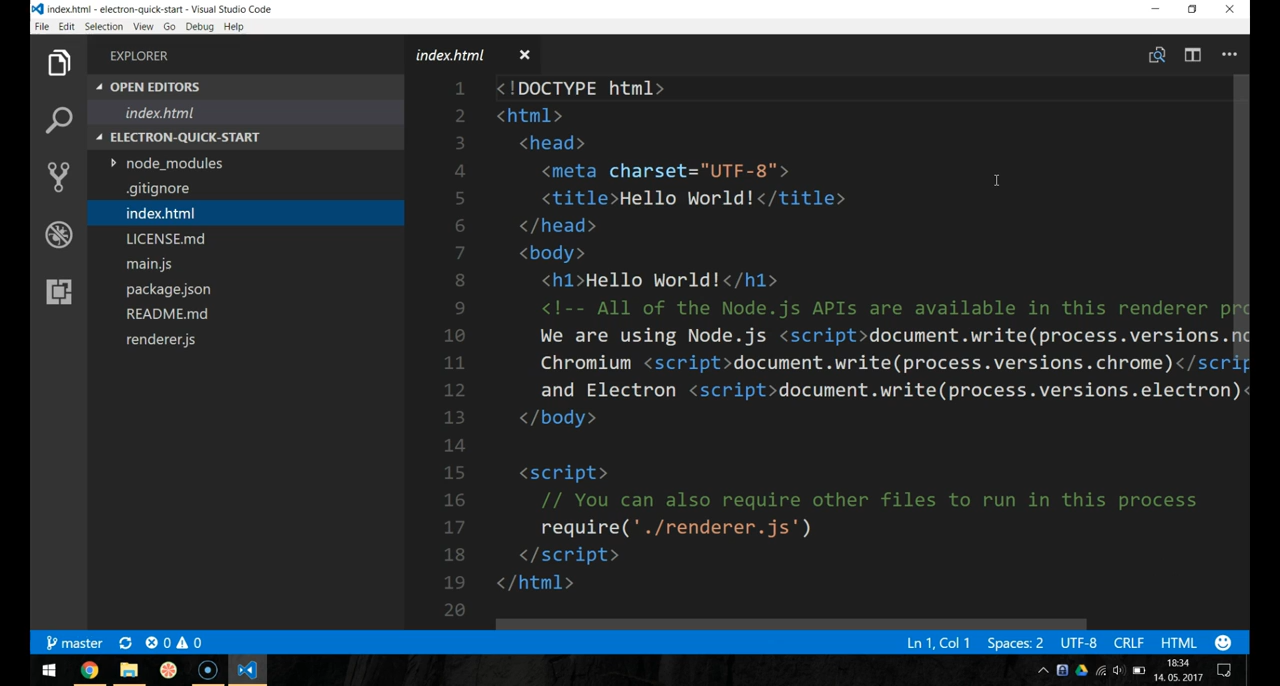 index.html - electron-quick-start - Visual Studio Code
File Edit Selection View Go Debug Help
EXPLORER
OPEN EDITORS
index.html
ELECTRON-QUICK-START
node_modules
.gitignore
index.html
LICENSE.md
main.js
package.json
README.md
renderer.js
index.html
1 <!DOCTYPE html>
2 <html>
3 <head>
4 <meta charset="UTF-8">
5 <title>Hello World!</title>
6 </head>
7 <body>
8 <h1>Hello World!</h1>
9 <!-- All of the Node.js APIs are available in this renderer pro
10 We are using Node.js <script>document.write(process.versions.no
11 Chromium <script>document.write(process.versions.chrome)</scrip
12 and Electron <script>document.write(process.versions.electron)<
13 </body>
14
15 <script>
16 // You can also require other files to run in this process
17 require('./renderer.js')
18 </script>
19 </html>
20
master 0 0 Ln 1, Col 1 Spaces: 2 UTF-8 CRLF HTML
18:34
14. 05. 2017